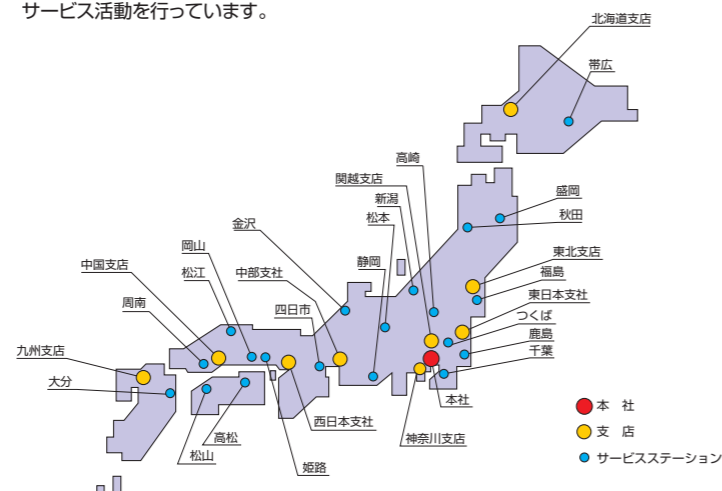 サービス活動を行っています。
北海道支店
帯広
高崎
関越支店
新潟
松本
盛岡
秋田
金沢
岡山
静岡
中国支店
松江
中部支社
東北支店
福島
周南
四日市
東日本支社
つくば
鹿島
千葉
九州支店
大分
本社
西日本支社
神奈川支店
高松
松山
姫路
本 社
支 店
サービスステーション